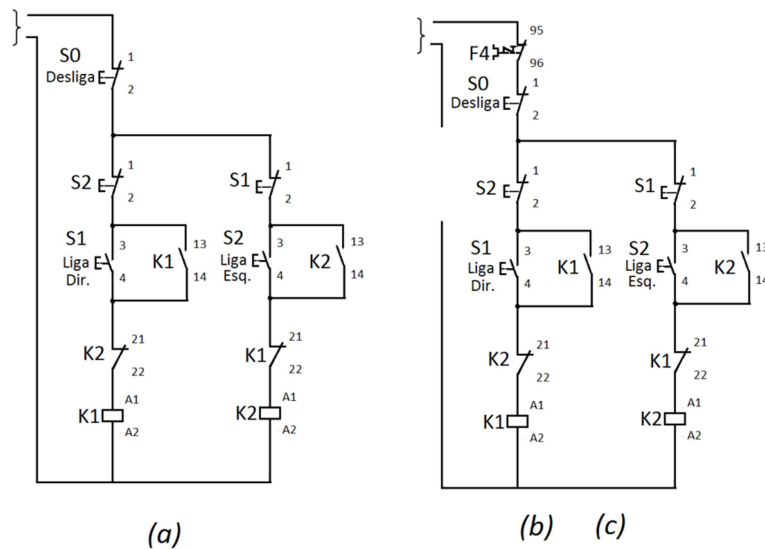 S0
Desliga
1
2
S2
1
2
S1
1
2
S1
Liga
Dir.
3
4
K1
13
14
S2
Liga
Esq.
3
4
K2
13
14
K2
21
22
K1
21
22
K1
A1
A2
K2
A1
A2
(a)
F4
95
96
S0
Desliga
1
2
S2
1
2
S1
1
2
S1
Liga
Dir.
3
4
K1
13
14
S2
Liga
Esq.
3
4
K2
13
14
K2
21
22
K1
21
22
K1
A1
A2
K2
A1
A2
(b) (c)